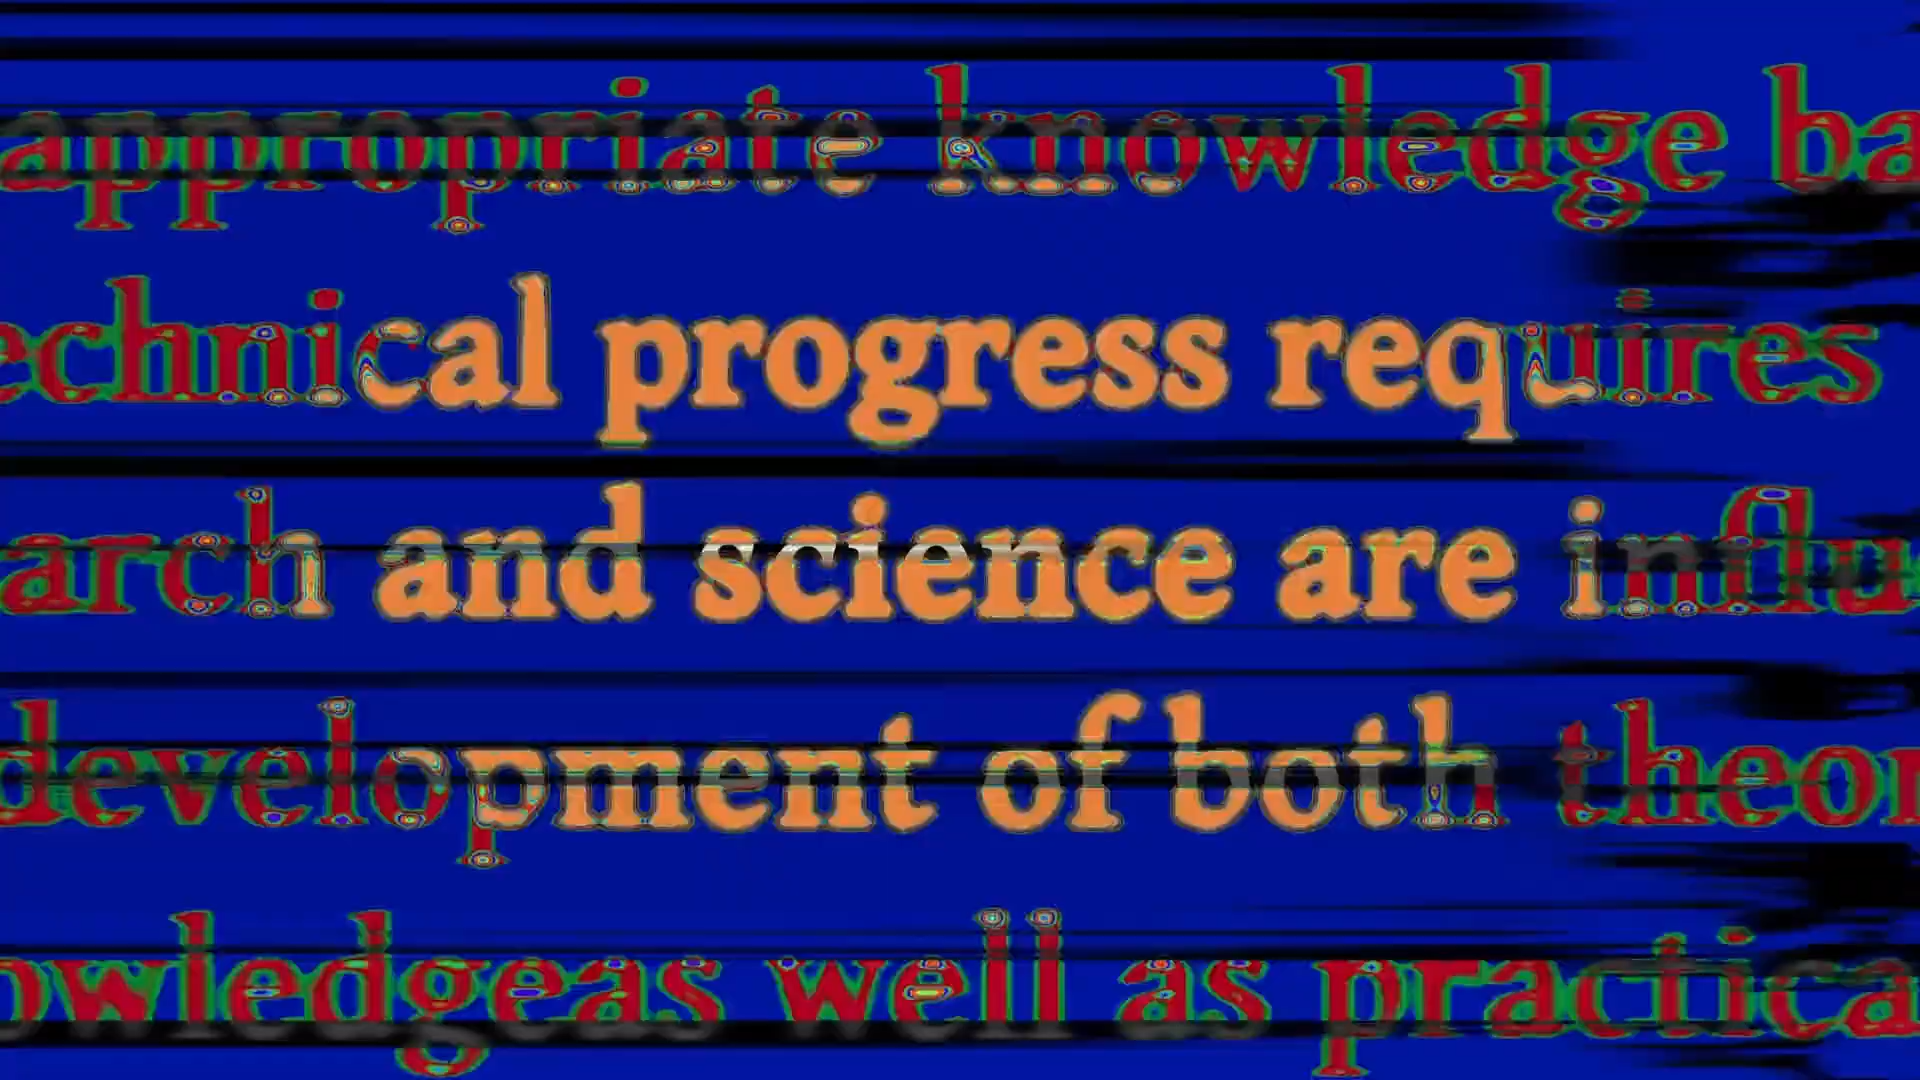 appropriate knowledge ba
echnical progress requires
arch and science are influ
development of both theor
owledgeas well as practica